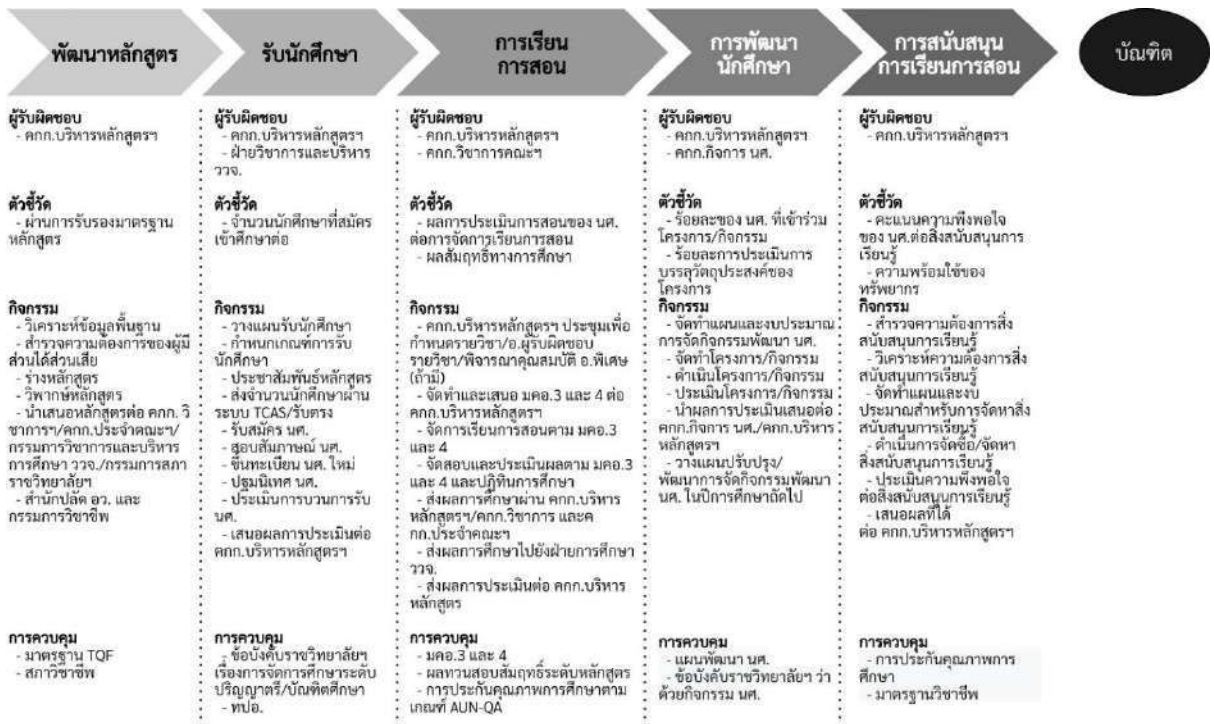 พัฒนาหลักสูตร
รับนักศึกษา
การเรียน
การสอน
การพัฒนา
นักศึกษา
การสนับสนุน
การเรียนการสอน
บัณฑิต
ผู้รับผิดชอบ
- คกก.บริหารหลักสูตรฯ
ตัวชี้วัด
- ผ่านการรับรองมาตรฐาน
หลักสูตร
กิจกรรม
- วิเคราะห์ข้อมูลพื้นฐาน
- สำรวจความต้องการของผู้มี
ส่วนได้ส่วนเสีย
- ร่างหลักสูตร
- วิพากษ์หลักสูตร
- นำเสนอหลักสูตรต่อ คกก. วิ
ชาการฯ/คกก.ประจำคณะฯ/
กรรมการวิชาการและบริหาร
การศึกษา ววจ./กรรมการสภา
ราชวิทยาลัยฯ
- สำนักปลัด อว. และ
กรรมการวิชาชีพ
การควบคุม
- มาตรฐาน TQF
- สภาวิชาชีพ
ผู้รับผิดชอบ
- คกก.บริหารหลักสูตรฯ
- ฝ่ายวิชาการและบริหาร
ววจ.
ตัวชี้วัด
- จำนวนนักศึกษาที่สมัคร
เข้าศึกษาต่อ
กิจกรรม
- วางแผนรับนักศึกษา
- กำหนกเกณฑ์การรับ
นักศึกษา
- ประชาสัมพันธ์หลักสูตร
- ส่งจำนวนนักศึกษาผ่าน
ระบบ TCAS/รับตรง
- รับสมัคร นศ.
- สอบสัมภาษณ์ นศ.
- ขึ้นทะเบียน นศ. ใหม่
- ปฐมนิเทศ นศ.
- ประเมินการบวนการรับ
นศ.
- เสนอผลการประเมินต่อ
คกก.บริหารหลักสูตรฯ
การควบคุม
- ข้อบังคับราชวิทยาลัยฯ
เรื่องการจัดการศึกษาระดับ
ปริญญาตรี/บัณฑิตศึกษา
- ทปอ.
ผู้รับผิดชอบ
- คกก.บริหารหลักสูตรฯ
- คกก.วิชาการคณะฯ
ตัวชี้วัด
- ผลการประเมินการสอนของ นศ.
ต่อการจัดการเรียนการสอน
- ผลสัมฤทธิ์ทางการศึกษา
กิจกรรม
- คกก.บริหารหลักสูตรฯ ประชุมเพื่อ
กำหนดรายวิชา/อ.ผู้รับผิดชอบ
รายวิชา/พิจารณาคุณสมบัติ อ.พิเศษ
(ถ้ามี)
- จัดทำและเสนอ มคอ.3 และ 4 ต่อ
คกก.บริหารหลักสูตรฯ
- จัดการเรียนการสอนตาม มคอ.3
และ 4
- จัดสอบและประเมินผลตาม มคอ.3
และ 4 และปฏิทินการศึกษา
- ส่งผลการศึกษาผ่าน คกก.บริหาร
หลักสูตรฯ/คกก.วิชาการ และค
กก.ประจำคณะฯ
- ส่งผลการศึกษาไปยังฝ่ายการศึกษา
ววจ.
- ส่งผลการประเมินต่อ คกก.บริหาร
หลักสูตร
การควบคุม
- มคอ.3 และ 4
- ผลทวนสอบสัมฤทธิ์ระดับหลักสูตร
- การประกันคุณภาพการศึกษาตาม
เกณฑ์ AUN-QA
ผู้รับผิดชอบ
- คกก.บริหารหลักสูตรฯ
- คกก.กิจการ นศ.
ตัวชี้วัด
- ร้อยละของ นศ. ที่เข้าร่วม
โครงการ/กิจกรรม
- ร้อยละการประเมินการ
บรรลุวัตถุประสงค์ของ
โครงการ
กิจกรรม
- จัดทำแผนและงบประมาณ
การจัดกิจกรรมพัฒนา นศ.
- จัดทำโครงการ/กิจกรรม
- ดำเนินโครงการ/กิจกรรม
- ประเมินโครงการ/กิจกรรม
- นำผลการประเมินเสนอต่อ
คกก.กิจการ นศ./คกก.บริหาร
หลักสูตรฯ
- วางแผนปรับปรุง/
พัฒนาการจัดกิจกรรมพัฒนา
นศ. ในปีการศึกษาถัดไป
การควบคุม
- แผนพัฒนา นศ.
- ข้อบังคับราชวิทยาลัยฯ ว่า
ด้วยกิจกรรม นศ.
ผู้รับผิดชอบ
- คกก.บริหารหลักสูตรฯ
ตัวชี้วัด
- คะแนนความพึงพอใจ
ของ นศ.ต่อสิ่งสนับสนุนการ
เรียนรู้
- ความพร้อมใช้ของ
ทรัพยากร
กิจกรรม
- สำรวจความต้องการสิ่ง
สนับสนุนการเรียนรู้
- วิเคราะห์ความต้องการสิ่ง
สนับสนุนการเรียนรู้
- จัดทำแผนและงบ
ประมาณสำหรับการจัดหาสิ่ง
สนับสนุนการเรียนรู้
- ดำเนินการจัดซื้อ/จัดหา
สิ่งสนับสนุนการเรียนรู้
- ประเมินความพึงพอใจ
ต่อสิ่งสนับสนุนการเรียนรู้
- เสนอผลที่ได้
ต่อ คกก.บริหารหลักสูตรฯ
การควบคุม
- การประกันคุณภาพการ
ศึกษา
- มาตรฐานวิชาชีพ